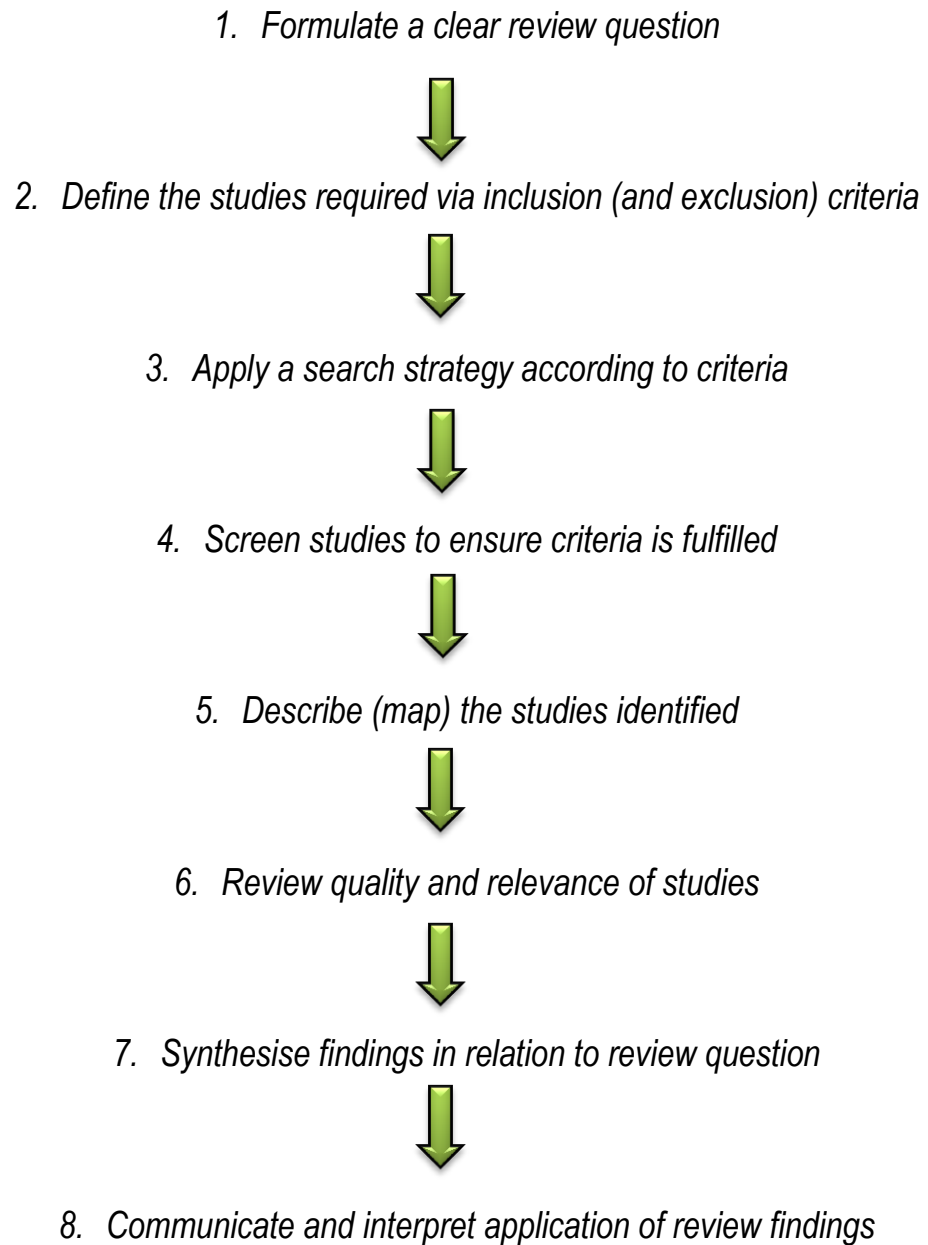 1. Formulate a clear review question
2. Define the studies required via inclusion (and exclusion) criteria
3. Apply a search strategy according to criteria
4. Screen studies to ensure criteria is fulfilled
5. Describe (map) the studies identified
6. Review quality and relevance of studies
7. Synthesise findings in relation to review question
8. Communicate and interpret application of review findings